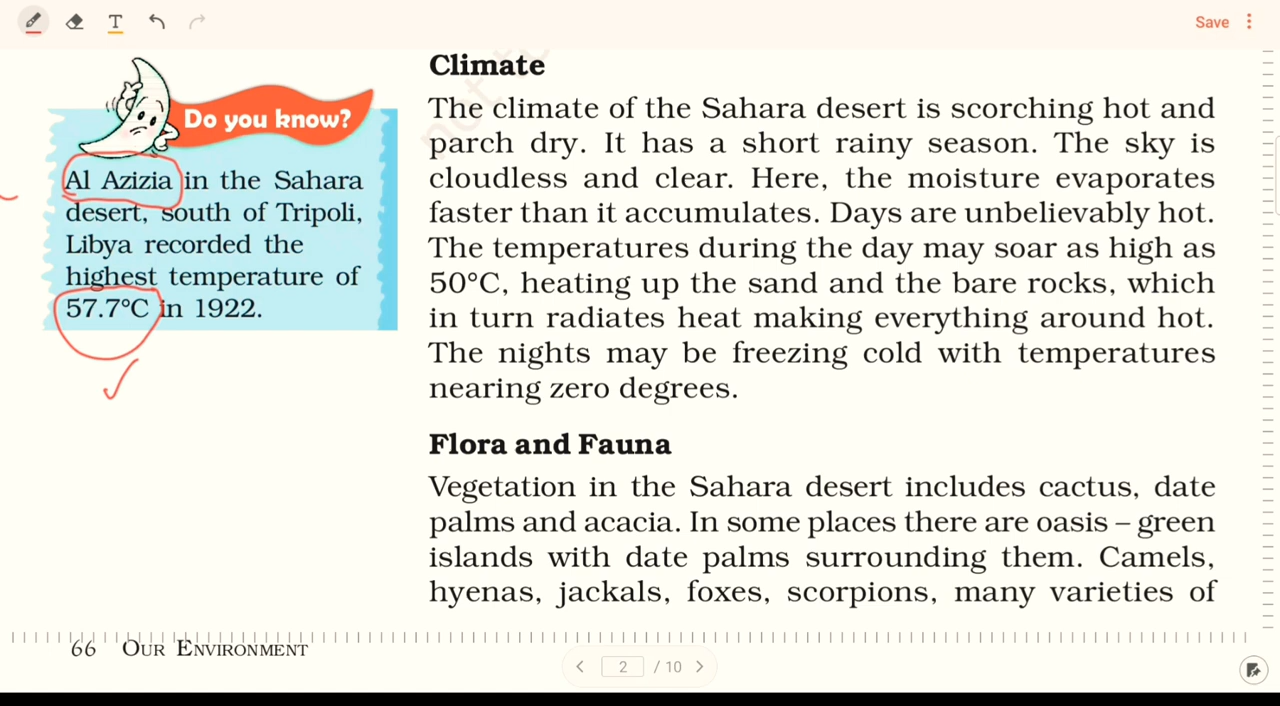 T
Save
Do you know?
Al Azizia in the Sahara
desert, south of Tripoli,
Libya recorded the
highest temperature of
57.7°C in 1922.
Climate
The climate of the Sahara desert is scorching hot and
parch dry. It has a short rainy season. The sky is
cloudless and clear. Here, the moisture evaporates
faster than it accumulates. Days are unbelievably hot.
The temperatures during the day may soar as high as
50°C, heating up the sand and the bare rocks, which
in turn radiates heat making everything around hot.
The nights may be freezing cold with temperatures
nearing zero degrees.
Flora and Fauna
Vegetation in the Sahara desert includes cactus, date
palms and acacia. In some places there are oasis – green
islands with date palms surrounding them. Camels,
hyenas, jackals, foxes, scorpions, many varieties of
66 OUR ENVIRONMENT
2 / 10